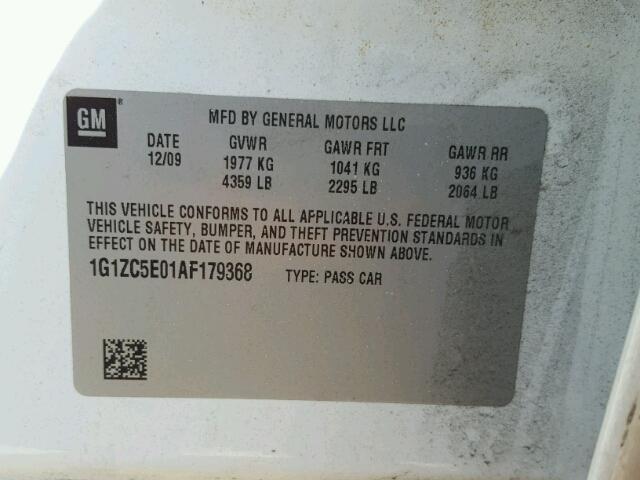 GM ®
MFD BY GENERAL MOTORS LLC
DATE GVWR GAWR FRT GAWR RR
12/09 1977 KG 1041 KG 936 KG
4359 LB 2295 LB 2064 LB
THIS VEHICLE CONFORMS TO ALL APPLICABLE U.S. FEDERAL MOTOR
VEHICLE SAFETY, BUMPER, AND THEFT PREVENTION STANDARDS IN
EFFECT ON THE DATE OF MANUFACTURE SHOWN ABOVE.
1G1ZC5E01AF179368 TYPE: PASS CAR